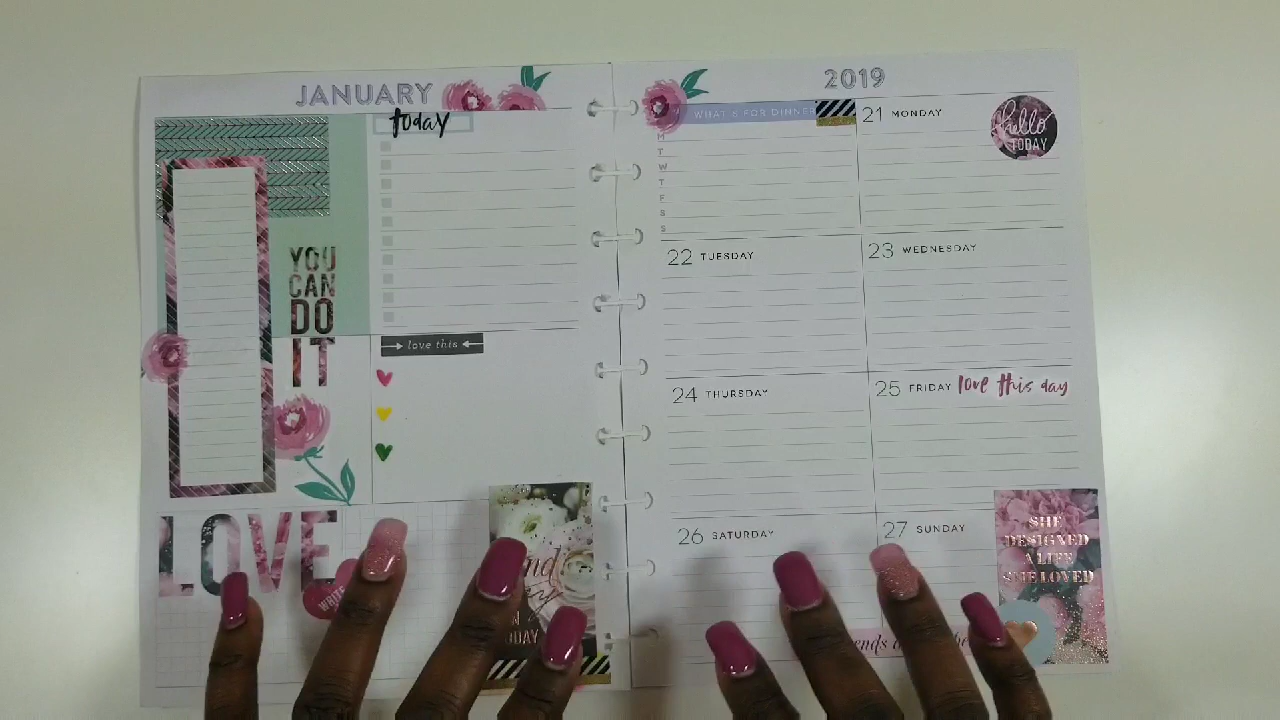 JANUARY
today
YOU
CAN
DO
IT
love this
LOVE
WRITE
2019
WHAT'S FOR DINNER
M
T
W
T
F
S
S
21 MONDAY
hello
TODAY
22 TUESDAY
23 WEDNESDAY
24 THURSDAY
25 FRIDAY love this day
26 SATURDAY
27 SUNDAY
SHE
DESIGNED
A LIFE
SHE LOVED